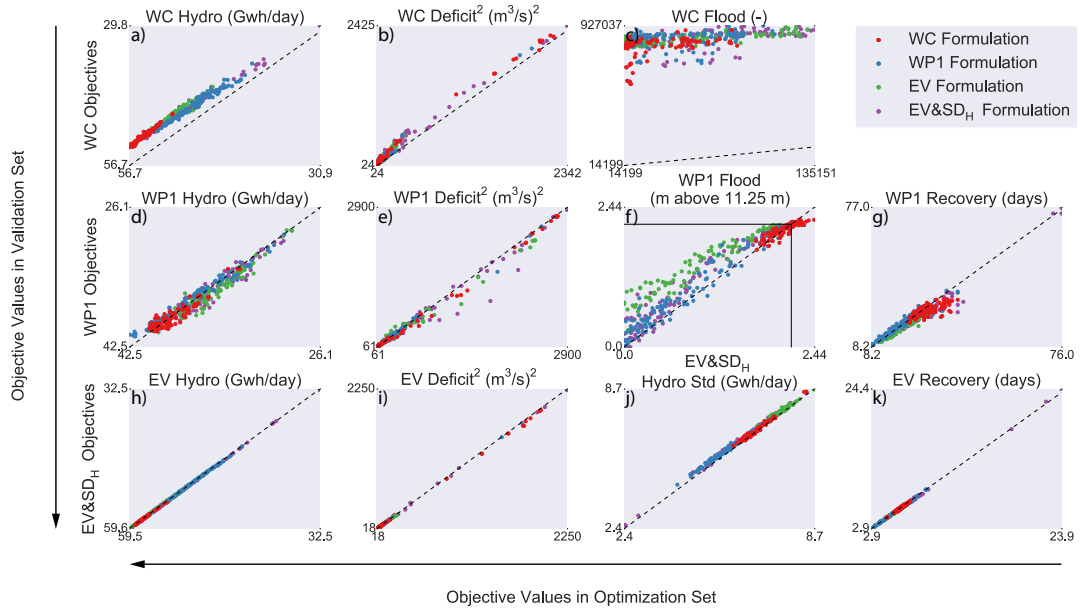 WC Hydro (Gwh/day)
WC Deficit² (m³/s)²
WC Flood (-)
29.8
a)
56.7
56.7
30.9
2425
b)
24
24
2342
927037
c)
14199
14199
135151
WC Formulation
WP1 Formulation
EV Formulation
EV&SD_H Formulation
WC Objectives
WP1 Hydro (Gwh/day)
WP1 Deficit² (m³/s)²
WP1 Flood
(m above 11.25 m)
WP1 Recovery (days)
26.1
d)
42.5
42.5
26.1
2900
e)
61
61
2900
2.44
f)
0.0
0.0
2.44
77.0
g)
8.2
8.2
76.0
WP1 Objectives
EV Hydro (Gwh/day)
EV Deficit² (m³/s)²
EV&SD_H
Hydro Std (Gwh/day)
EV Recovery (days)
32.5
h)
59.6
59.5
32.5
2250
i)
18
18
2250
8.7
j)
2.4
2.4
8.7
24.4
k)
2.9
2.9
23.9
EV&SD_H Objectives
Objective Values in Validation Set
Objective Values in Optimization Set